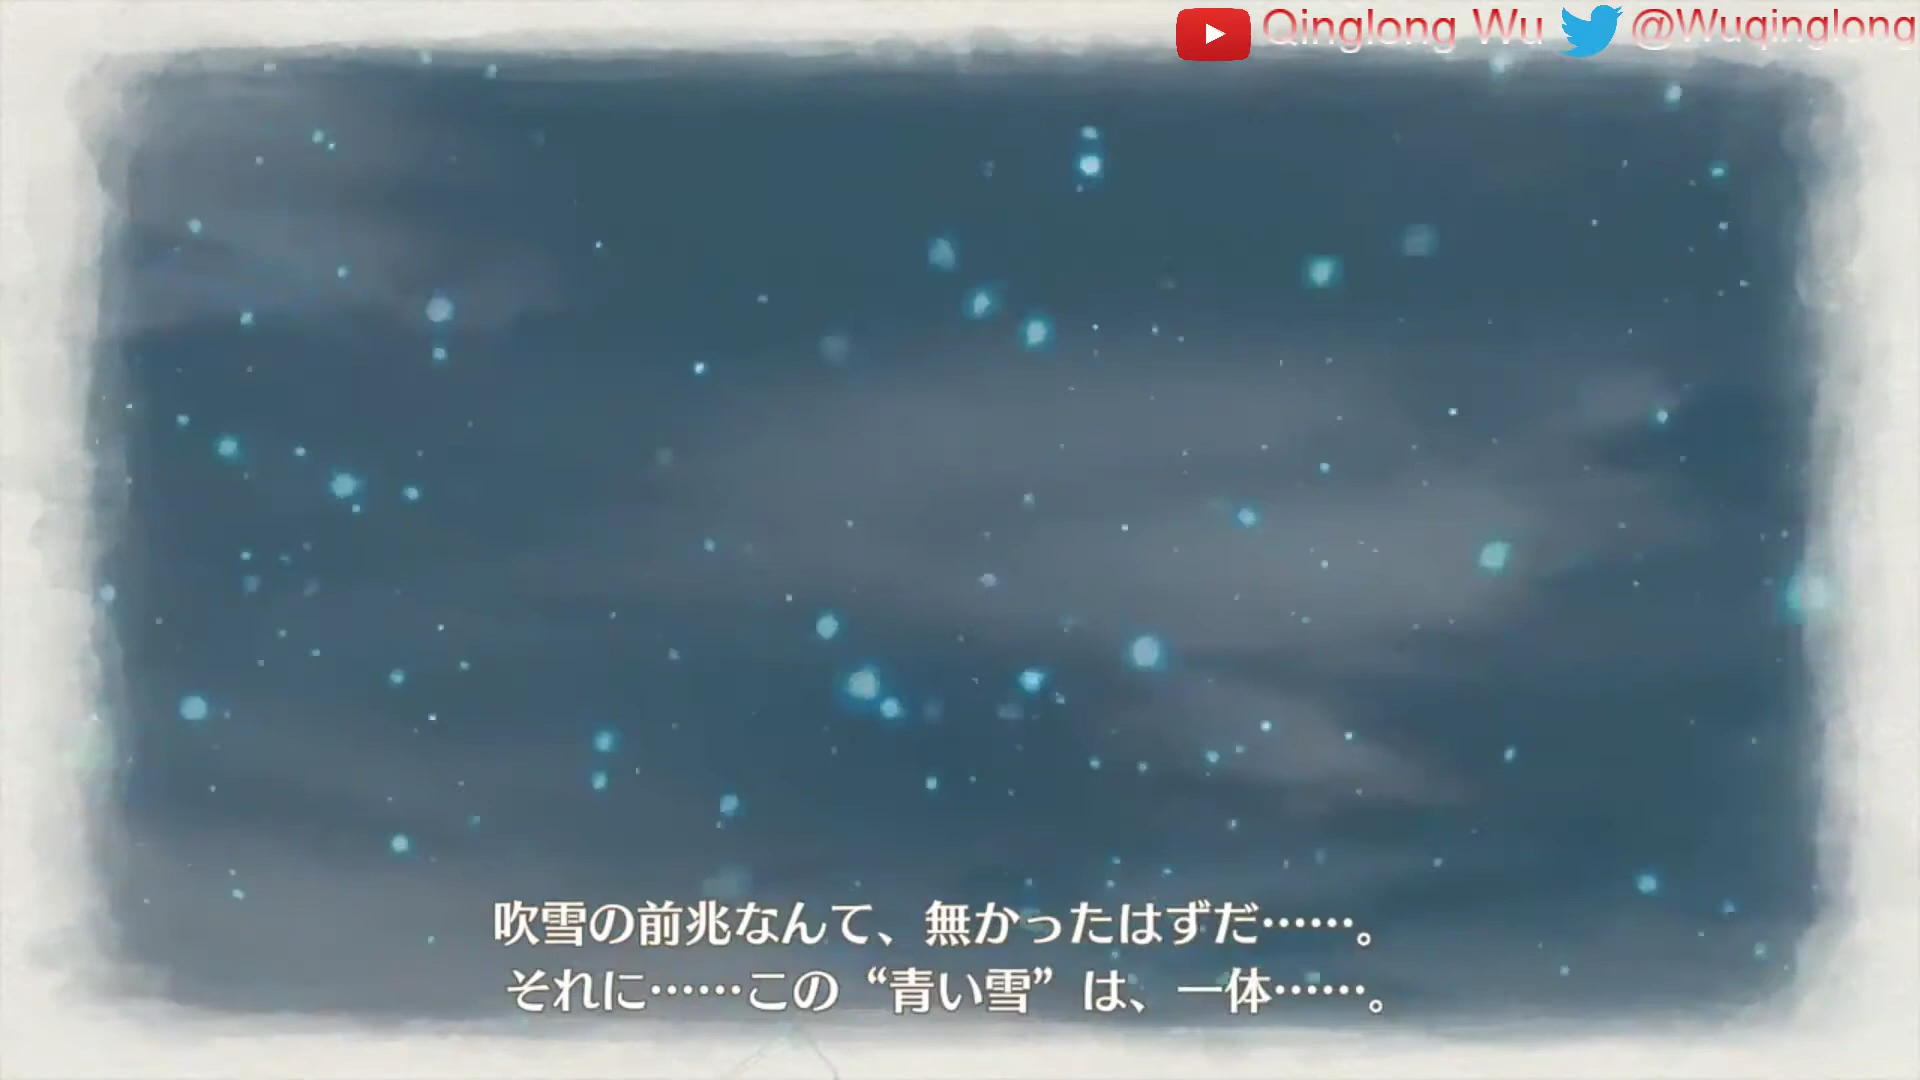 Qinglong Wu @Wuqinglong
吹雪の前兆なんて、無かったはずだ……。
それに……この“青い雪”は、一体……。